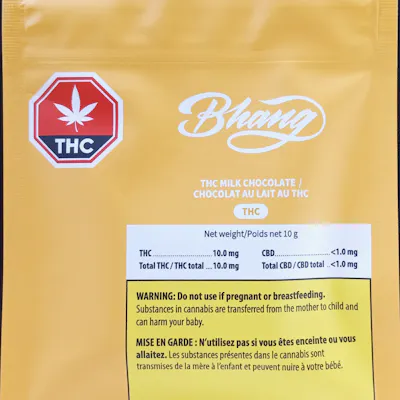 THC
Bhang
THC MILK CHOCOLATE /
CHOCOLAT AU LAIT AU THC
THC
Net weight/Poids net 10 g
THC ........................ 10.0 mg
Total THC / THC total ... 10.0 mg
CBD ........................ <1.0 mg
Total CBD / CBD total .. <1.0 mg
WARNING: Do not use if pregnant or breastfeeding.
Substances in cannabis are transferred from the mother to child and
can harm your baby.
MISE EN GARDE : N'utilisez pas si vous êtes enceinte ou vous
allaitez. Les substances présentes dans le cannabis sont
transmises de la mère à l'enfant et peuvent nuire à votre bébé.